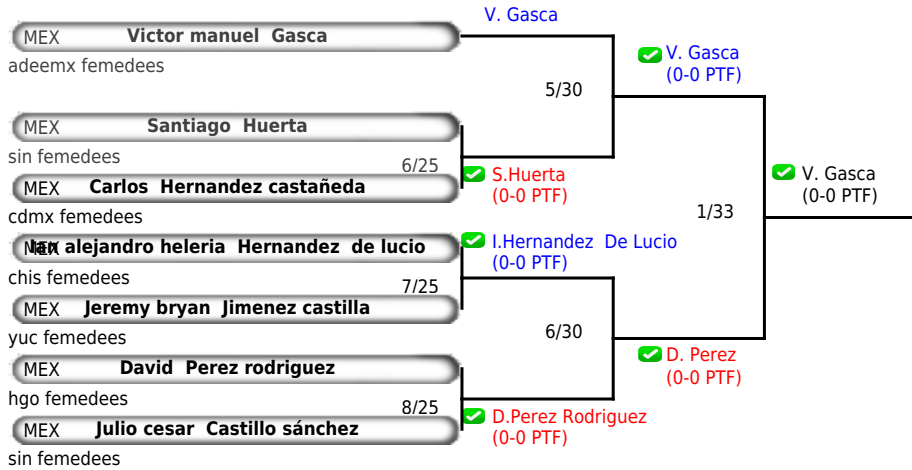 V. Gasca
MEX Victor manuel Gasca
adeemx femedees
V. Gasca
(0-0 PTF)
5/30
MEX Santiago Huerta
sin femedees
6/25
S.Huerta
(0-0 PTF)
MEX Carlos Hernandez castañeda
cdmx femedees
V. Gasca
(0-0 PTF)
1/33
MEX Ian alejandro heleria Hernandez de lucio
chis femedees
I.Hernandez De Lucio
(0-0 PTF)
7/25
MEX Jeremy bryan Jimenez castilla
yuc femedees
6/30
MEX David Perez rodriguez
hgo femedees
D. Perez
(0-0 PTF)
8/25
D.Perez Rodriguez
(0-0 PTF)
MEX Julio cesar Castillo sánchez
sin femedees